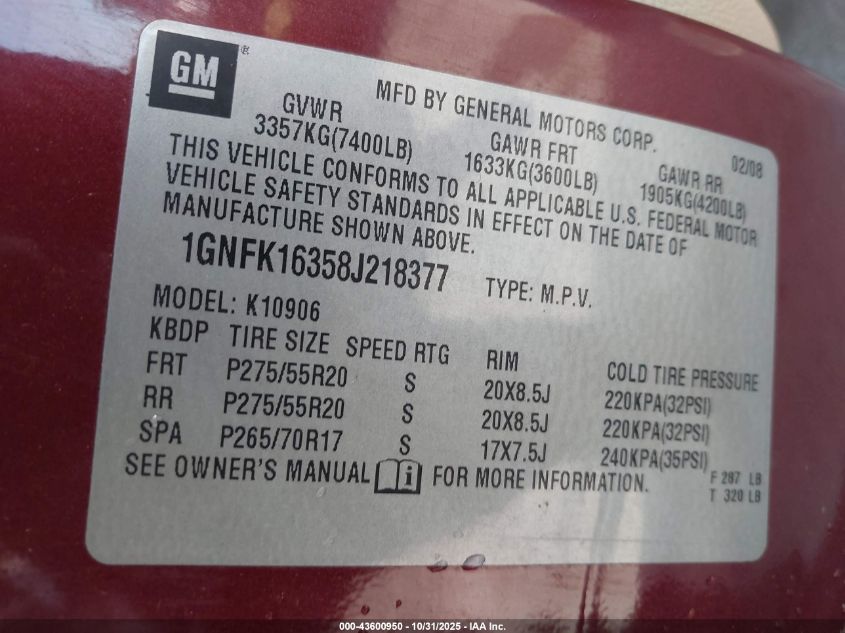 GM ®
MFD BY GENERAL MOTORS CORP. 02/08
GVWR GAWR FRT GAWR RR
3357KG(7400LB) 1633KG(3600LB) 1905KG(4200LB)
THIS VEHICLE CONFORMS TO ALL APPLICABLE U.S. FEDERAL MOTOR
VEHICLE SAFETY STANDARDS IN EFFECT ON THE DATE OF
MANUFACTURE SHOWN ABOVE.
1GNFK16358J218377 TYPE: M.P.V.
MODEL: K10906
KBDP TIRE SIZE SPEED RTG RIM COLD TIRE PRESSURE
FRT P275/55R20 S 20X8.5J 220KPA(32PSI)
RR P275/55R20 S 20X8.5J 220KPA(32PSI)
SPA P265/70R17 S 17X7.5J 240KPA(35PSI)
SEE OWNER'S MANUAL i FOR MORE INFORMATION.
F 287 LB
T 320 LB
000-43600950 - 10/31/2025 - IAA Inc.